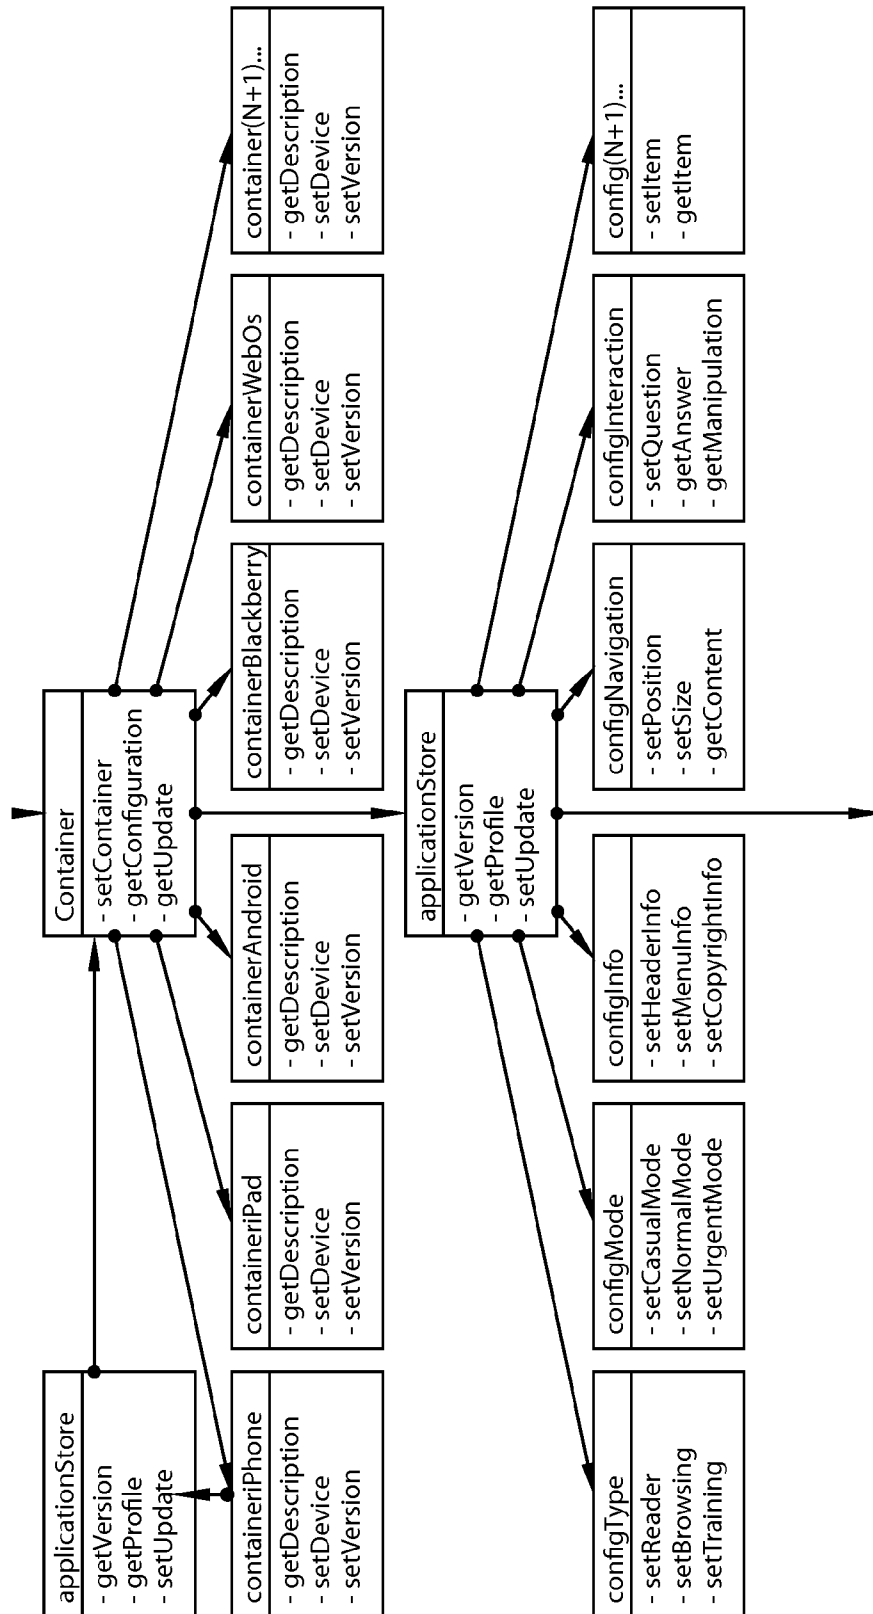 applicationStore
- getVersion
- getProfile
- setUpdate
Container
- setContainer
- getConfiguration
- getUpdate
containeriPhone
- getDescription
- setDevice
- setVersion
containeriPad
- getDescription
- setDevice
- setVersion
containerAndroid
- getDescription
- setDevice
- setVersion
containerBlackberry
- getDescription
- setDevice
- setVersion
containerWebOs
- getDescription
- setDevice
- setVersion
container(N+1)...
- getDescription
- setDevice
- setVersion
applicationStore
- getVersion
- getProfile
- setUpdate
configType
- setReader
- setBrowsing
- setTraining
configMode
- setCasualMode
- setNormalMode
- setUrgentMode
configInfo
- setHeaderInfo
- setMenuInfo
- setCopyrightInfo
configNavigation
- setPosition
- setSize
- getContent
configInteraction
- setQuestion
- getAnswer
- getManipulation
config(N+1)...
- setItem
- getItem